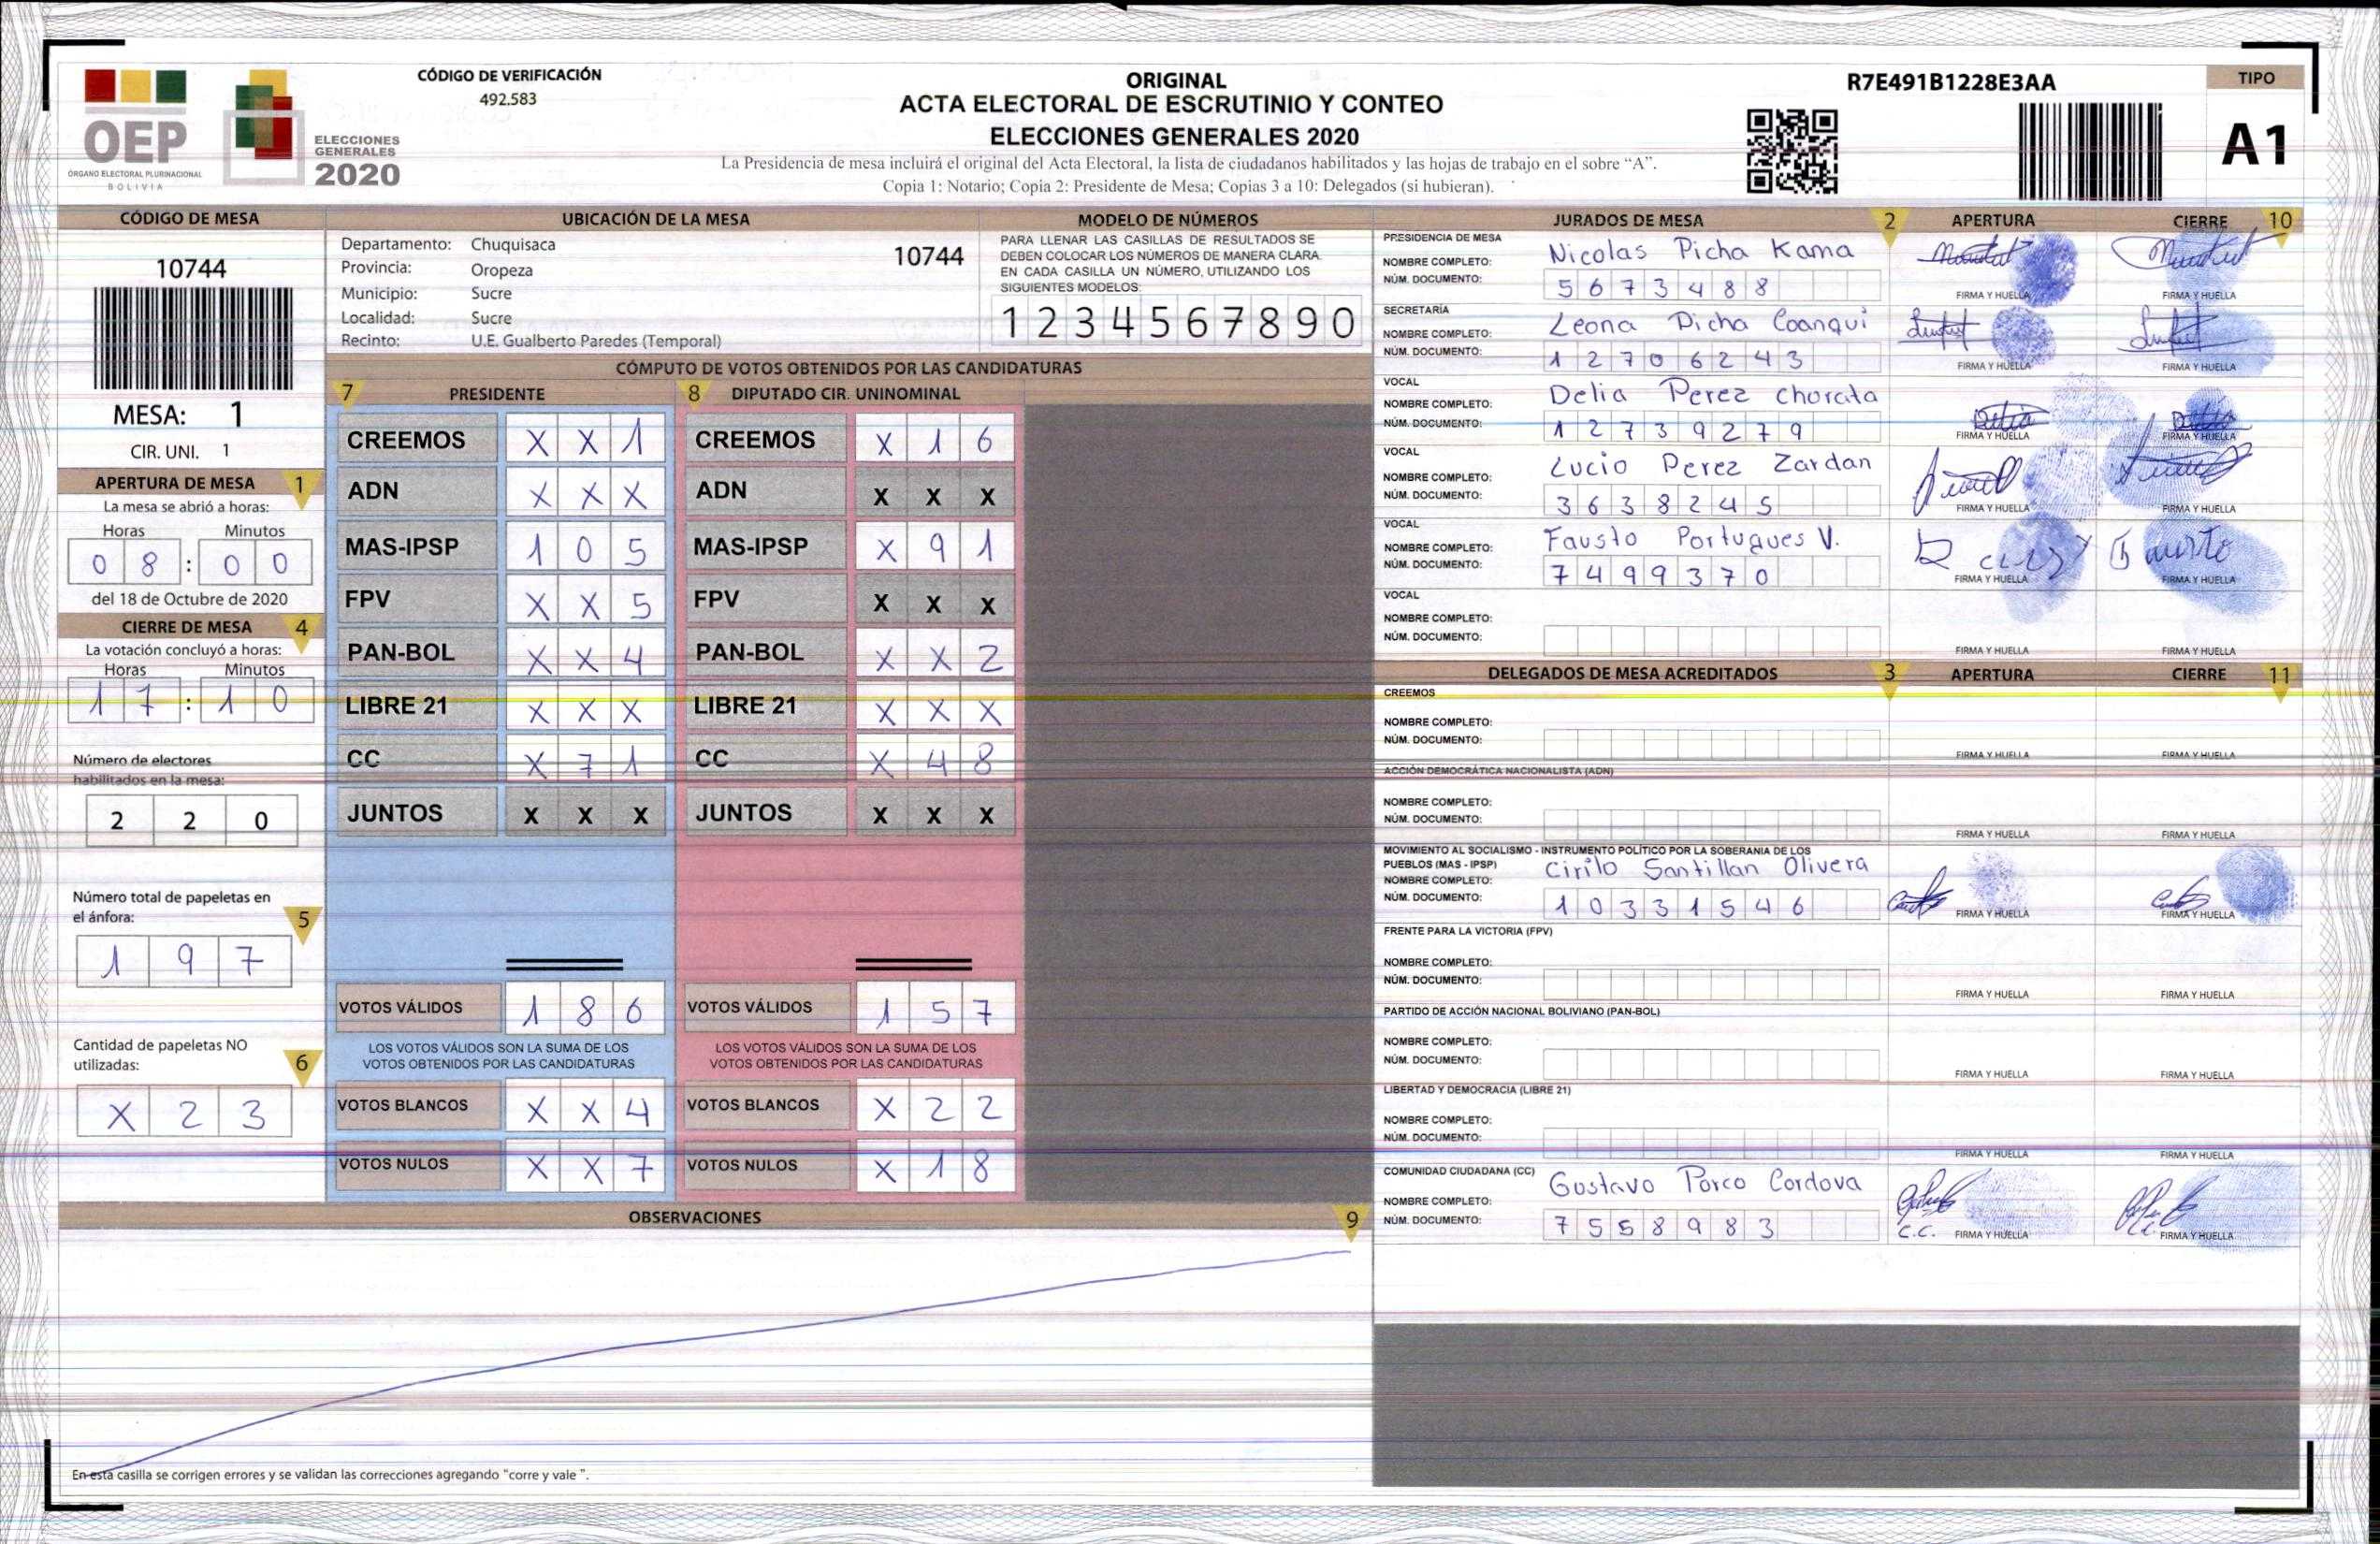 OEP
ÓRGANO ELECTORAL PLURINACIONAL
BOLIVIA
ELECCIONES
GENERALES
2020
CÓDIGO DE VERIFICACIÓN
492.583
ORIGINAL
ACTA ELECTORAL DE ESCRUTINIO Y CONTEO
ELECCIONES GENERALES 2020
La Presidencia de mesa incluirá el original del Acta Electoral, la lista de ciudadanos habilitados y las hojas de trabajo en el sobre “A”.
Copia 1: Notario; Copia 2: Presidente de Mesa; Copias 3 a 10: Delegados (si hubieran).
R7E491B1228E3AA
TIPO
A1
CÓDIGO DE MESA
10744
MESA: 1
CIR. UNI. 1
APERTURA DE MESA 1
La mesa se abrió a horas:
Horas Minutos
0 8 : 0 0
del 18 de Octubre de 2020
CIERRE DE MESA 4
La votación concluyó a horas:
Horas Minutos
1 7 : 1 0
Número de electores
habilitados en la mesa:
2 2 0
Número total de papeletas en
el ánfora: 5
1 9 7
Cantidad de papeletas NO
utilizadas: 6
X 2 3
UBICACIÓN DE LA MESA
Departamento: Chuquisaca 10744
Provincia: Oropeza
Municipio: Sucre
Localidad: Sucre
Recinto: U.E. Gualberto Paredes (Temporal)
MODELO DE NÚMEROS
PARA LLENAR LAS CASILLAS DE RESULTADOS SE
DEBEN COLOCAR LOS NÚMEROS DE MANERA CLARA.
EN CADA CASILLA UN NÚMERO, UTILIZANDO LOS
SIGUIENTES MODELOS:
1 2 3 4 5 6 7 8 9 0
CÓMPUTO DE VOTOS OBTENIDOS POR LAS CANDIDATURAS
7 PRESIDENTE
CREEMOS X X 1
ADN X X X
MAS-IPSP 1 0 5
FPV X X 5
PAN-BOL X X 4
LIBRE 21 X X X
CC X 7 1
JUNTOS X X X
VOTOS VÁLIDOS 1 8 6
LOS VOTOS VÁLIDOS SON LA SUMA DE LOS
VOTOS OBTENIDOS POR LAS CANDIDATURAS
VOTOS BLANCOS X X 4
VOTOS NULOS X X 7
8 DIPUTADO CIR. UNINOMINAL
CREEMOS X 1 6
ADN X X X
MAS-IPSP X 9 1
FPV X X X
PAN-BOL X X 2
LIBRE 21 X X X
CC X 4 8
JUNTOS X X X
VOTOS VÁLIDOS 1 5 7
LOS VOTOS VÁLIDOS SON LA SUMA DE LOS
VOTOS OBTENIDOS POR LAS CANDIDATURAS
VOTOS BLANCOS X 2 2
VOTOS NULOS X 1 8
OBSERVACIONES 9
En esta casilla se corrigen errores y se validan las correcciones agregando “corre y vale ”.
JURADOS DE MESA 2 APERTURA CIERRE 10
PRESIDENCIA DE MESA
NOMBRE COMPLETO: Nicolas Picha Kama
NÚM. DOCUMENTO: 5 6 7 3 4 8 8
FIRMA Y HUELLA FIRMA Y HUELLA
SECRETARÍA
NOMBRE COMPLETO: Leona Picha Coanqui
NÚM. DOCUMENTO: 1 2 7 0 6 2 4 3
FIRMA Y HUELLA FIRMA Y HUELLA
VOCAL
NOMBRE COMPLETO: Delia Perez Chorata
NÚM. DOCUMENTO: 1 2 7 3 9 2 7 9
FIRMA Y HUELLA FIRMA Y HUELLA
VOCAL
NOMBRE COMPLETO: Lucio Perez Zardan
NÚM. DOCUMENTO: 3 6 3 8 2 4 5
FIRMA Y HUELLA FIRMA Y HUELLA
VOCAL
NOMBRE COMPLETO: Fausto Portugues V.
NÚM. DOCUMENTO: 7 4 9 9 3 7 0
FIRMA Y HUELLA FIRMA Y HUELLA
VOCAL
NOMBRE COMPLETO:
NÚM. DOCUMENTO:
FIRMA Y HUELLA FIRMA Y HUELLA
DELEGADOS DE MESA ACREDITADOS 3 APERTURA CIERRE 11
CREEMOS
NOMBRE COMPLETO:
NÚM. DOCUMENTO:
FIRMA Y HUELLA FIRMA Y HUELLA
ACCIÓN DEMOCRÁTICA NACIONALISTA (ADN)
NOMBRE COMPLETO:
NÚM. DOCUMENTO:
FIRMA Y HUELLA FIRMA Y HUELLA
MOVIMIENTO AL SOCIALISMO - INSTRUMENTO POLÍTICO POR LA SOBERANIA DE LOS
PUEBLOS (MAS - IPSP)
NOMBRE COMPLETO: Cirilo Santillan Olivera
NÚM. DOCUMENTO: 1 0 3 3 1 5 4 6
FIRMA Y HUELLA FIRMA Y HUELLA
FRENTE PARA LA VICTORIA (FPV)
NOMBRE COMPLETO:
NÚM. DOCUMENTO:
FIRMA Y HUELLA FIRMA Y HUELLA
PARTIDO DE ACCIÓN NACIONAL BOLIVIANO (PAN-BOL)
NOMBRE COMPLETO:
NÚM. DOCUMENTO:
FIRMA Y HUELLA FIRMA Y HUELLA
LIBERTAD Y DEMOCRACIA (LIBRE 21)
NOMBRE COMPLETO:
NÚM. DOCUMENTO:
FIRMA Y HUELLA FIRMA Y HUELLA
COMUNIDAD CIUDADANA (CC)
NOMBRE COMPLETO: Gustavo Porco Cordova
NÚM. DOCUMENTO: 7 5 5 8 9 8 3
C.C. FIRMA Y HUELLA FIRMA Y HUELLA